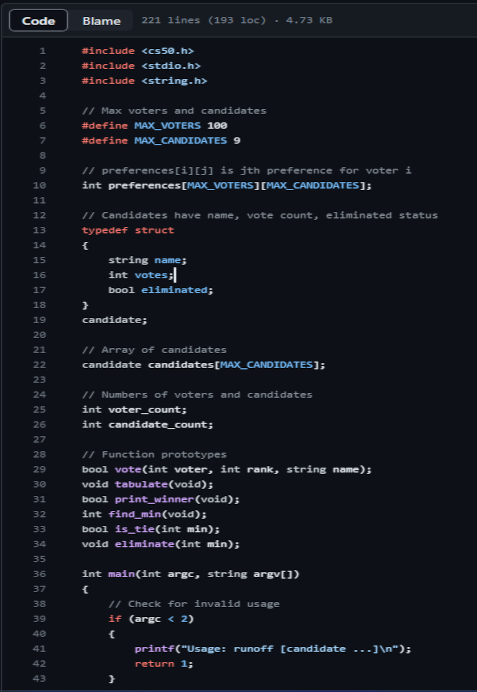 Code Blame 221 lines (193 loc) · 4.73 KB
1 #include <cs50.h>
2 #include <stdio.h>
3 #include <string.h>
4
5 // Max voters and candidates
6 #define MAX_VOTERS 100
7 #define MAX_CANDIDATES 9
8
9 // preferences[i][j] is jth preference for voter i
10 int preferences[MAX_VOTERS][MAX_CANDIDATES];
11
12 // Candidates have name, vote count, eliminated status
13 typedef struct
14 {
15     string name;
16     int votes;
17     bool eliminated;
18 }
19 candidate;
20
21 // Array of candidates
22 candidate candidates[MAX_CANDIDATES];
23
24 // Numbers of voters and candidates
25 int voter_count;
26 int candidate_count;
27
28 // Function prototypes
29 bool vote(int voter, int rank, string name);
30 void tabulate(void);
31 bool print_winner(void);
32 int find_min(void);
33 bool is_tie(int min);
34 void eliminate(int min);
35
36 int main(int argc, string argv[])
37 {
38     // Check for invalid usage
39     if (argc < 2)
40     {
41         printf("Usage: runoff [candidate ...]\n");
42         return 1;
43     }